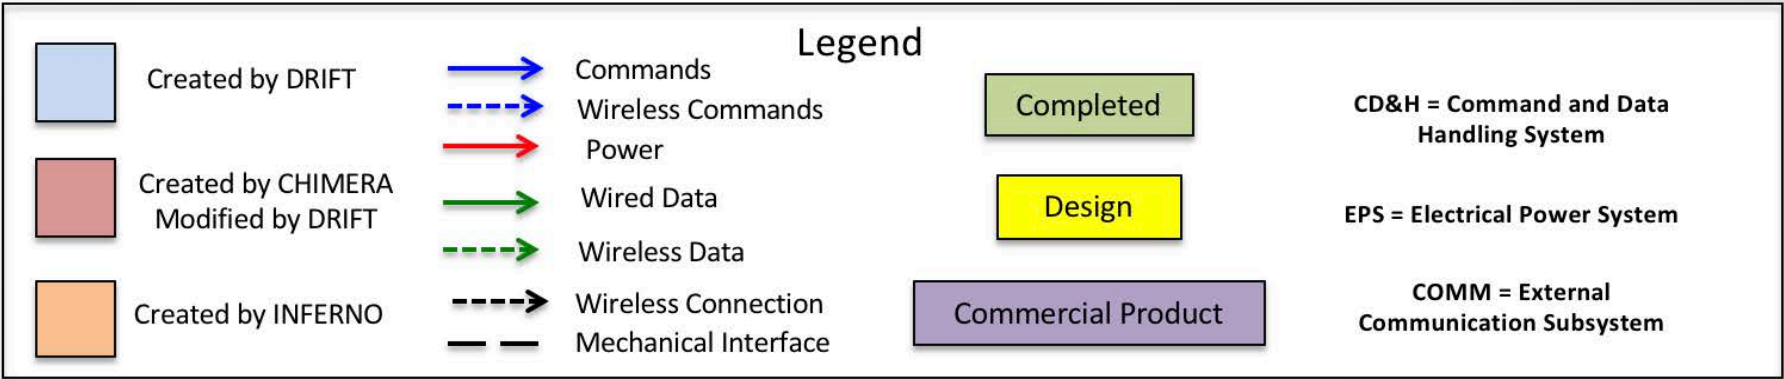 Legend
Created by DRIFT
Created by CHIMERA
Modified by DRIFT
Created by INFERNO
Commands
Wireless Commands
Power
Wired Data
Wireless Data
Wireless Connection
Mechanical Interface
Completed
Design
Commercial Product
CD&H = Command and Data
Handling System
EPS = Electrical Power System
COMM = External
Communication Subsystem